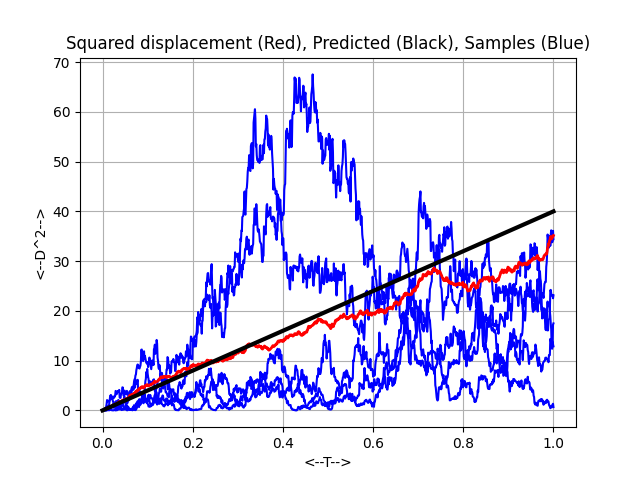 Squared displacement (Red), Predicted (Black), Samples (Blue)
70
60
50
40
30
20
10
0
<--D^2-->
0.0 0.2 0.4 0.6 0.8 1.0
<--T-->